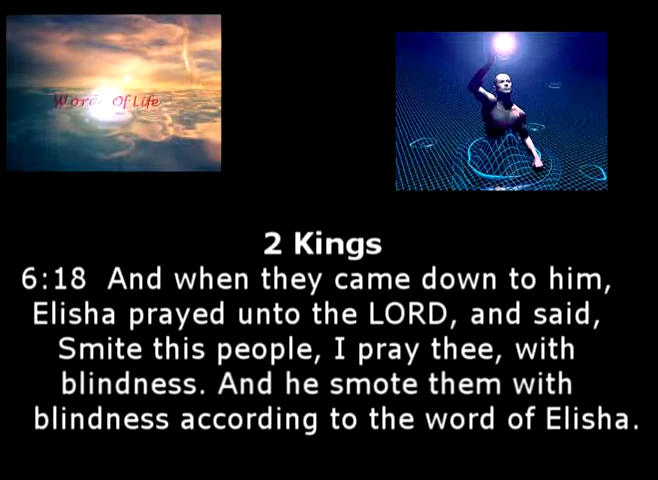 Word Of Life
2 Kings
6:18 And when they came down to him,
Elisha prayed unto the LORD, and said,
Smite this people, I pray thee, with
blindness. And he smote them with
blindness according to the word of Elisha.